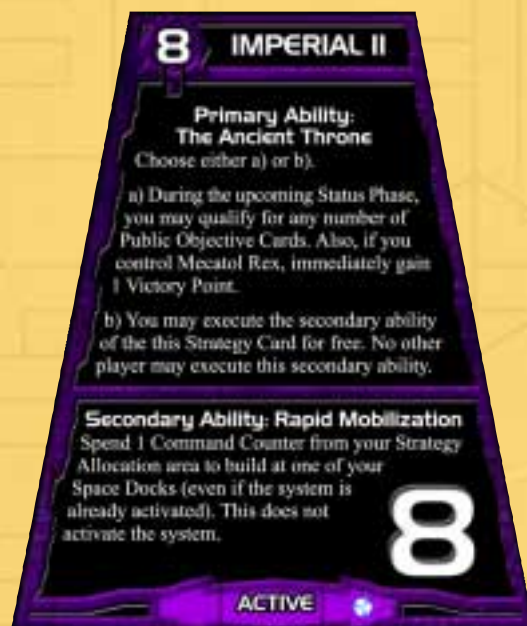 8 IMPERIAL II
Primary Ability:
The Ancient Throne
Choose either a) or b).
a) During the upcoming Status Phase,
you may qualify for any number of
Public Objective Cards. Also, if you
control Mecatol Rex, immediately gain
1 Victory Point.
b) You may execute the secondary ability
of the this Strategy Card for free. No other
player may execute this secondary ability.
Secondary Ability: Rapid Mobilization
Spend 1 Command Counter from your Strategy
Allocation area to build at one of your
Space Docks (even if the system is
already activated). This does not
activate the system.
8
ACTIVE